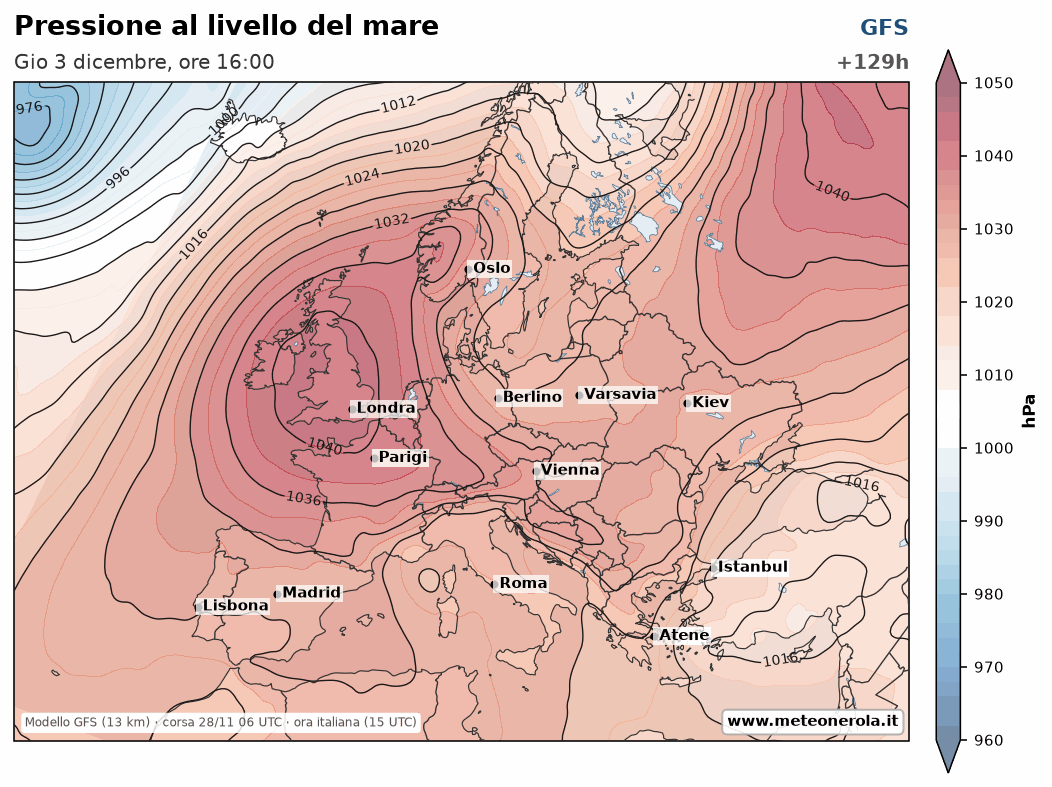 Pressione al livello del mare
GFS
Gio 3 dicembre, ore 16:00
+129h
976
1012
1000
1020
996
1024
1032
1016
1040
Oslo
Berlino
Varsavia
Kiev
Londra
1040
Parigi
Vienna
1036
1016
Istanbul
Roma
Madrid
Lisbona
Atene
1016
Modello GFS (13 km) · corsa 28/11 06 UTC · ora italiana (15 UTC)
www.meteonerola.it
1050
1040
1030
1020
1010
1000
990
980
970
960
hPa